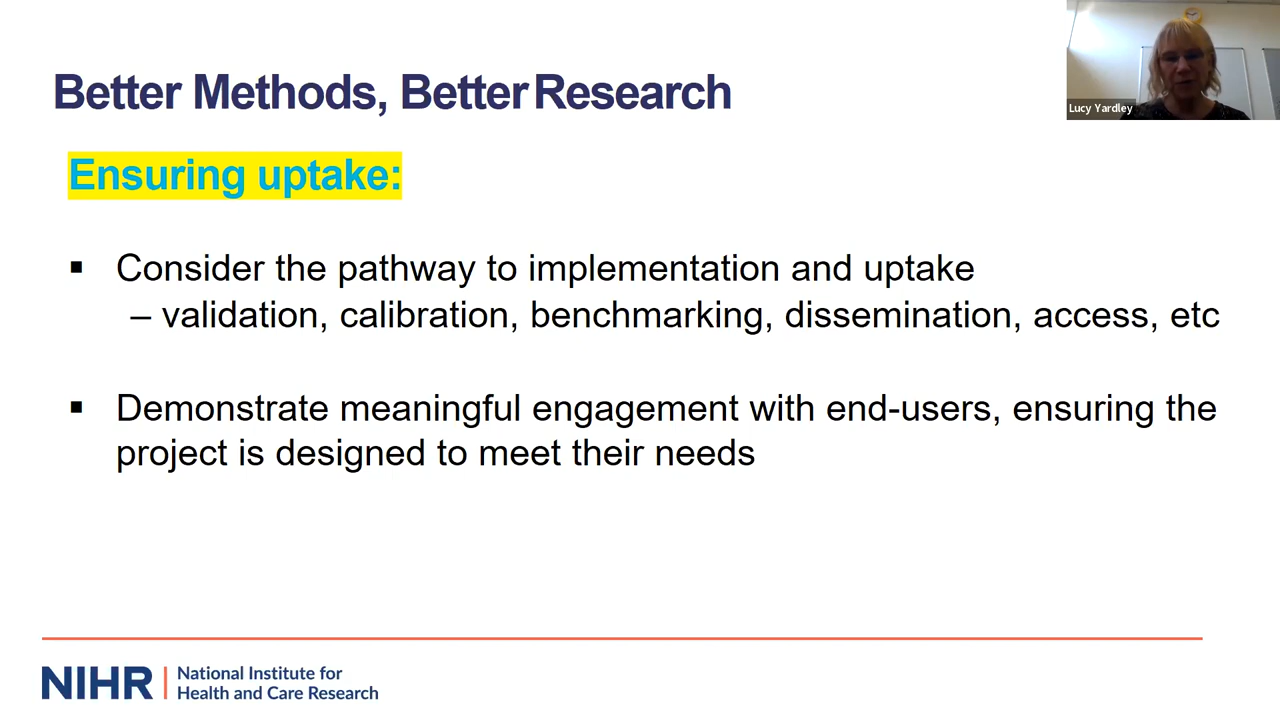 Better Methods, Better Research
Lucy Yardley
Ensuring uptake:
▪ Consider the pathway to implementation and uptake
– validation, calibration, benchmarking, dissemination, access, etc
▪ Demonstrate meaningful engagement with end-users, ensuring the
project is designed to meet their needs
NIHR | National Institute for
Health and Care Research